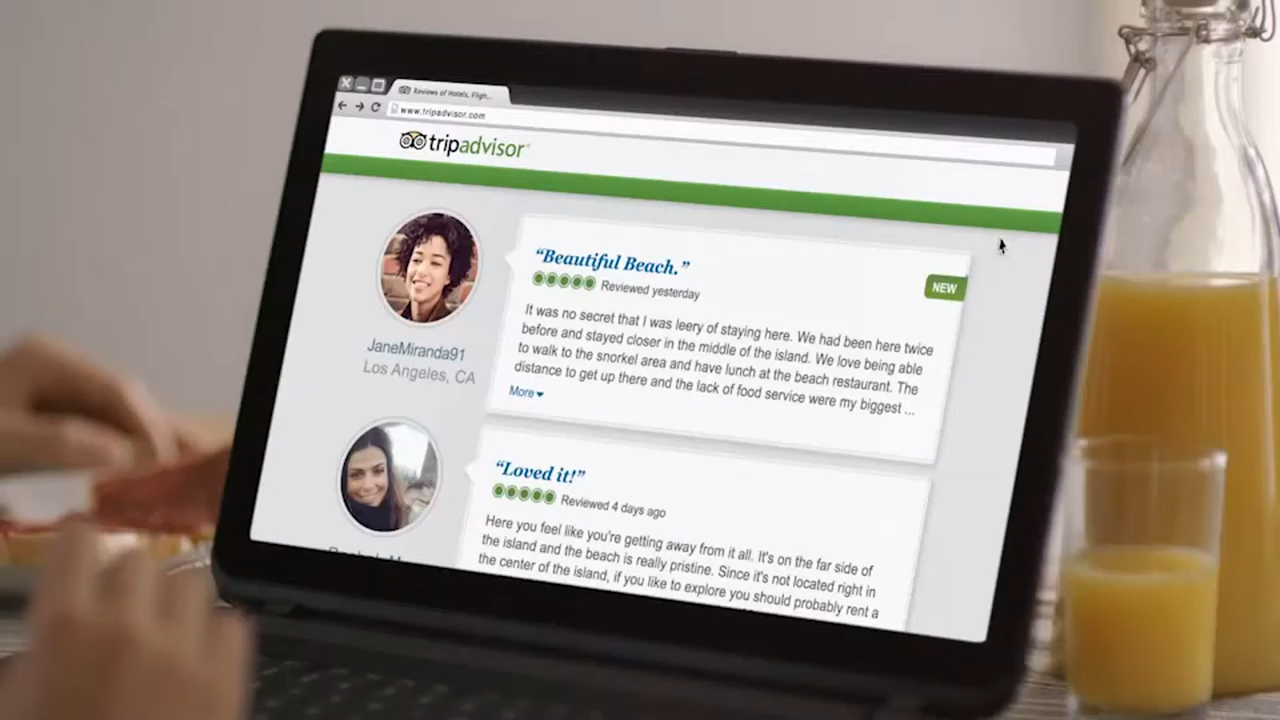 Reviews of Hotels, Fligh...
www.tripadvisor.com
tripadvisor
"Beautiful Beach."
Reviewed yesterday
NEW
It was no secret that I was leery of staying here. We had been here twice
before and stayed closer in the middle of the island. We love being able
to walk to the snorkel area and have lunch at the beach restaurant. The
distance to get up there and the lack of food service were my biggest ...
More
JaneMiranda91
Los Angeles, CA
"Loved it!"
Reviewed 4 days ago
Here you feel like you're getting away from it all. It's on the far side of
the island and the beach is really pristine. Since it's not located right in
the center of the island, if you like to explore you should probably rent a